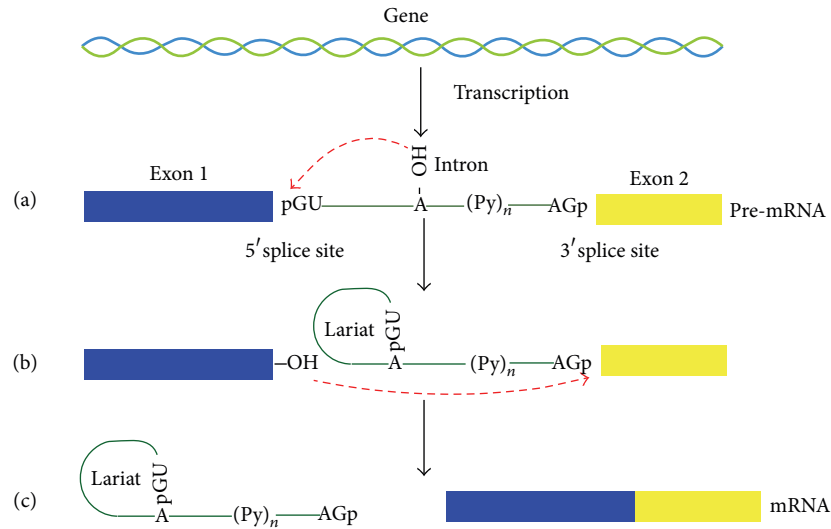 Gene
Transcription
OH
Intron
Exon 1
Exon 2
(a)
pGU
A
(Py)n
AGp
Pre-mRNA
5′ splice site
3′ splice site
Lariat
pGU
(b)
–OH
A
(Py)n
AGp
Lariat
pGU
(c)
A
(Py)n
AGp
mRNA